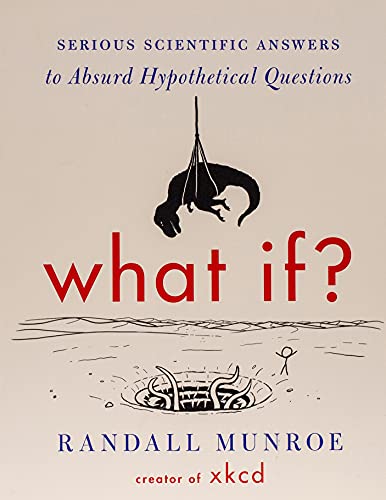 SERIOUS SCIENTIFIC ANSWERS
to Absurd Hypothetical Questions
what if?
RANDALL MUNROE
creator of xkcd